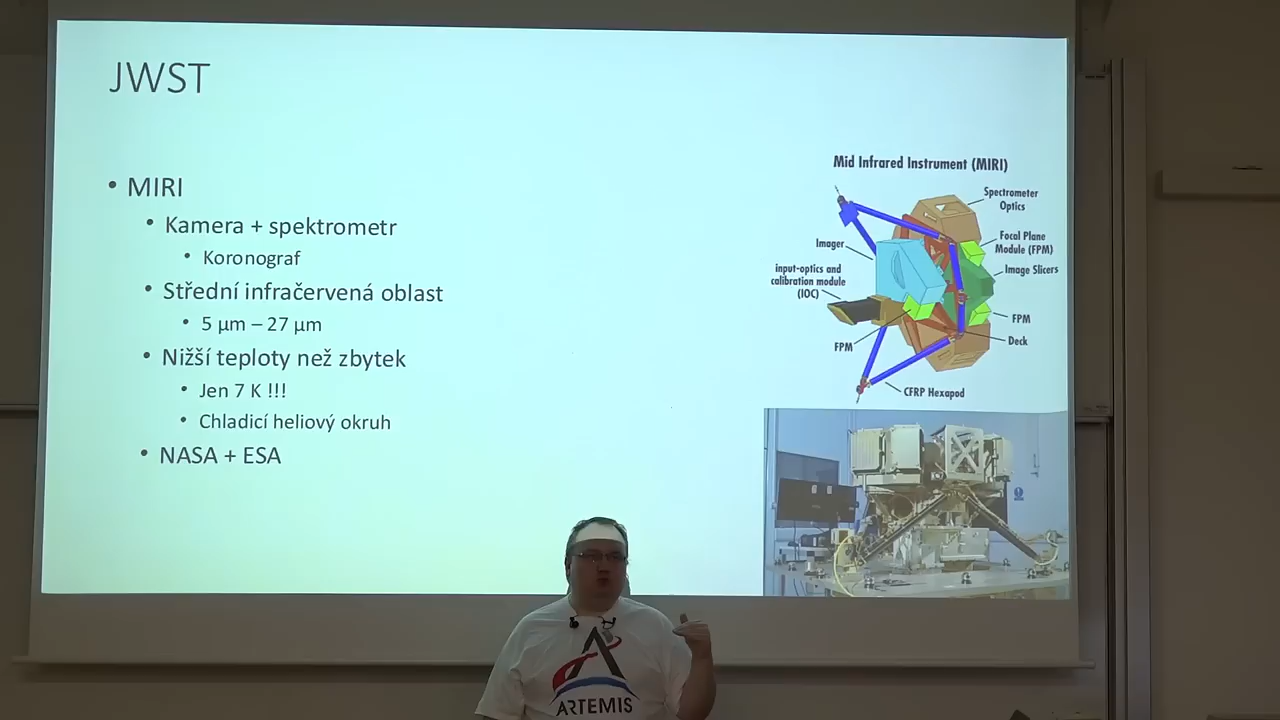 JWST
• MIRI
• Kamera + spektrometr
• Koronograf
• Střední infračervená oblast
• 5 µm – 27 µm
• Nižší teploty než zbytek
• Jen 7 K !!!
• Chladicí heliový okruh
• NASA + ESA
Mid Infrared Instrument (MIRI)
Spectrometer
Optics
Imager
Focal Plane
Module (FPM)
Image Slicers
input-optics and
calibration module
(IOC)
FPM
FPM
Deck
CFRP Hexapod
ARTEMIS